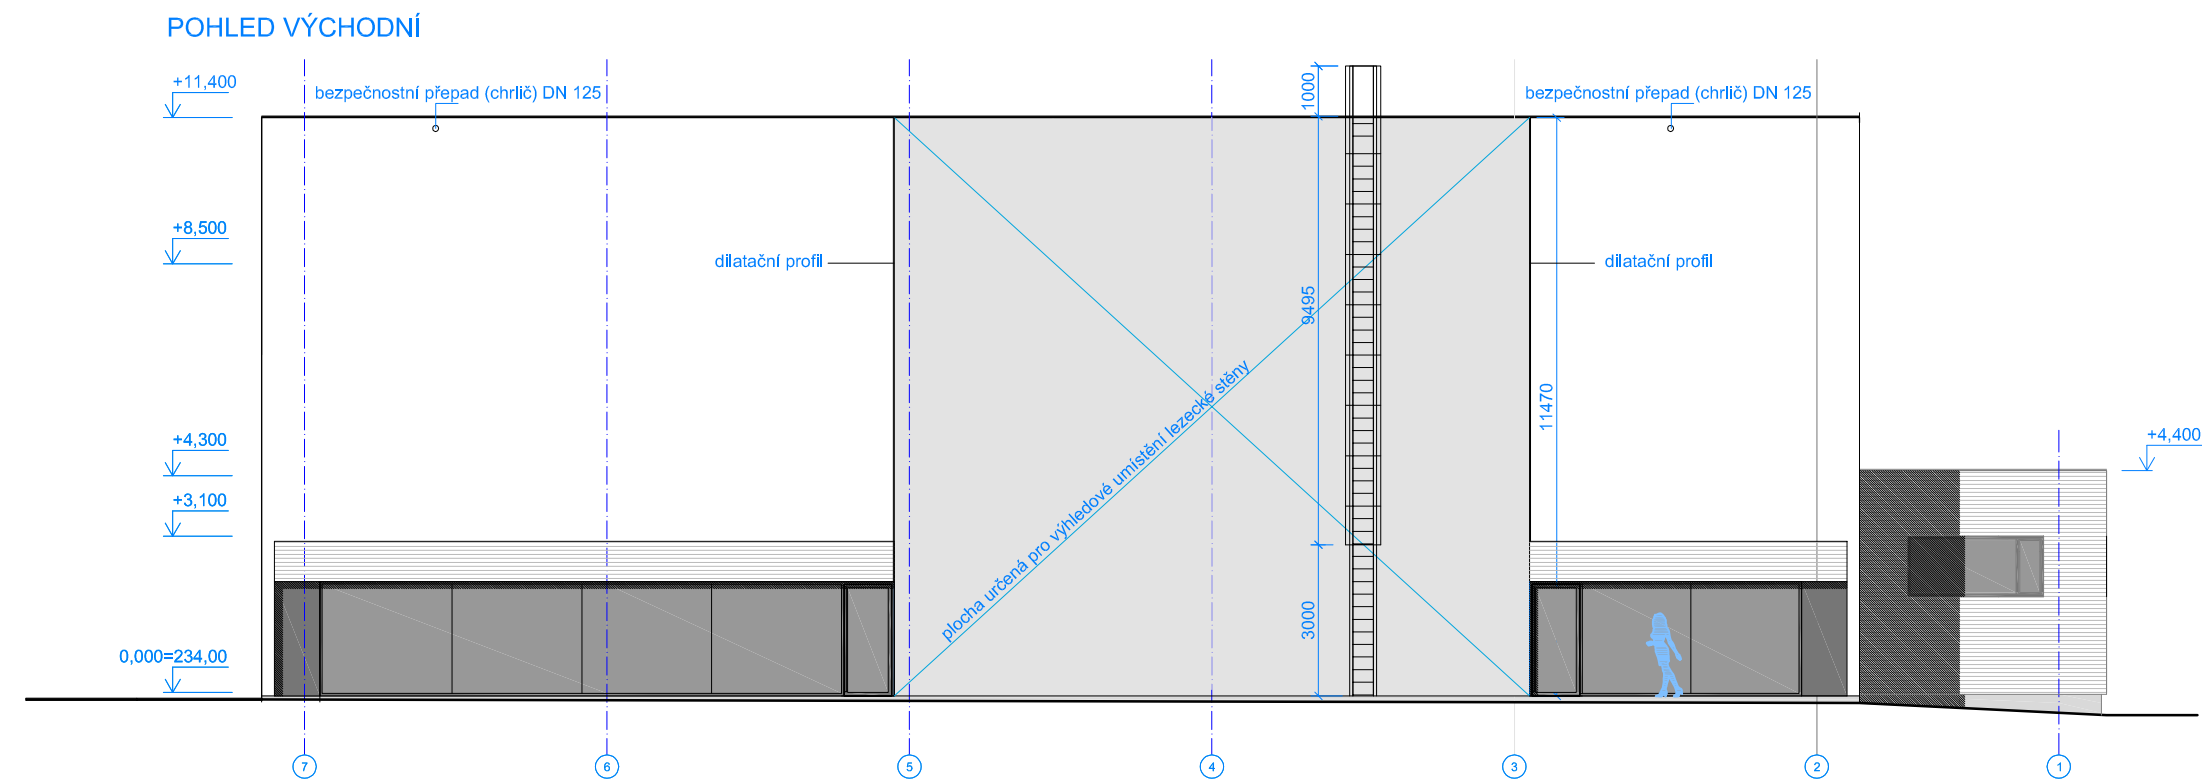 POHLED VÝCHODNÍ
+11,400
bezpečnostní přepad (chrlič) DN 125
bezpečnostní přepad (chrlič) DN 125
1000
+8,500
dilatační profil
dilatační profil
9495
11470
plocha určená pro výhledové umístění lezecké stěny
+4,300
+4,400
+3,100
3000
0,000=234,00
7
6
5
4
3
2
1